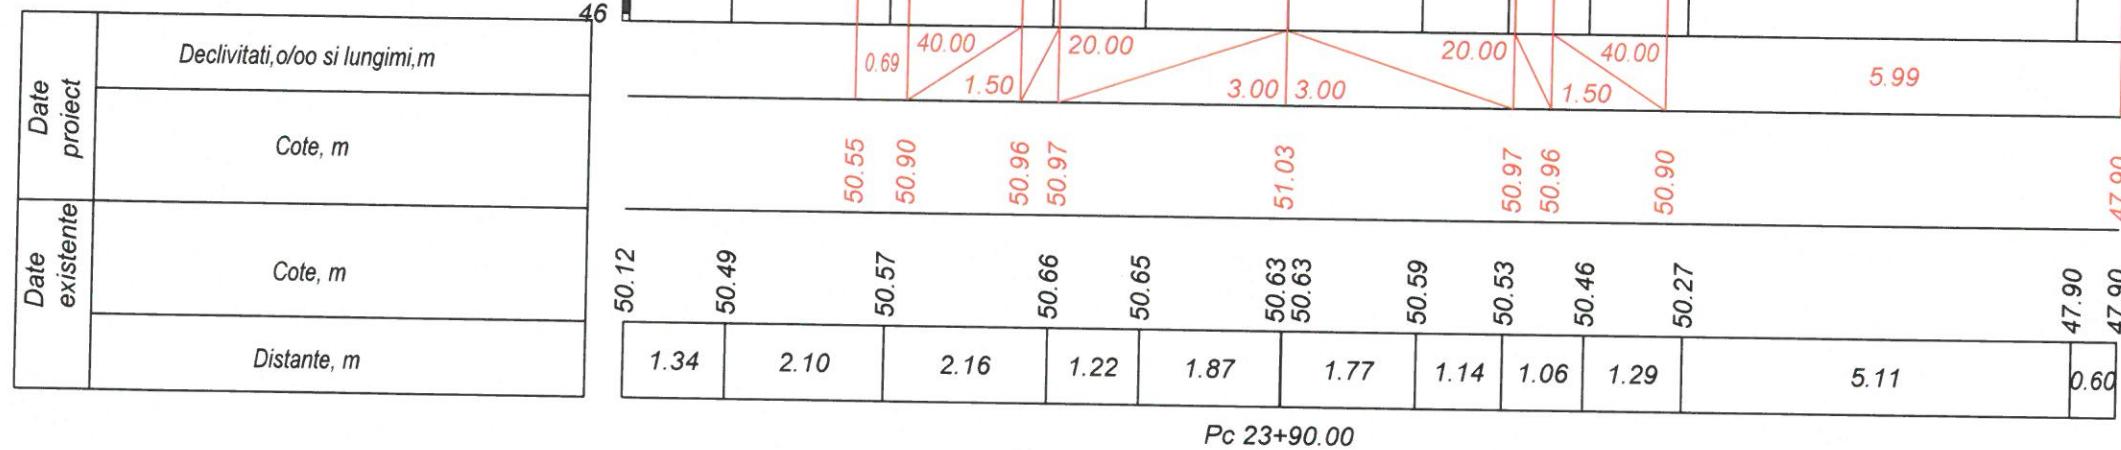 46
Date proiect
Declivitati,o/oo si lungimi,m
0.69 40.00 1.50 20.00 3.00 3.00 20.00 1.50 40.00 5.99
Cote, m
50.55 50.90 50.96 50.97 51.03 50.97 50.96 50.90 47.90
Date existente
Cote, m
50.12 50.49 50.57 50.66 50.65 50.63 50.63 50.59 50.53 50.46 50.27 47.90 47.90
Distante, m
1.34 2.10 2.16 1.22 1.87 1.77 1.14 1.06 1.29 5.11 0.60
Pc 23+90.00